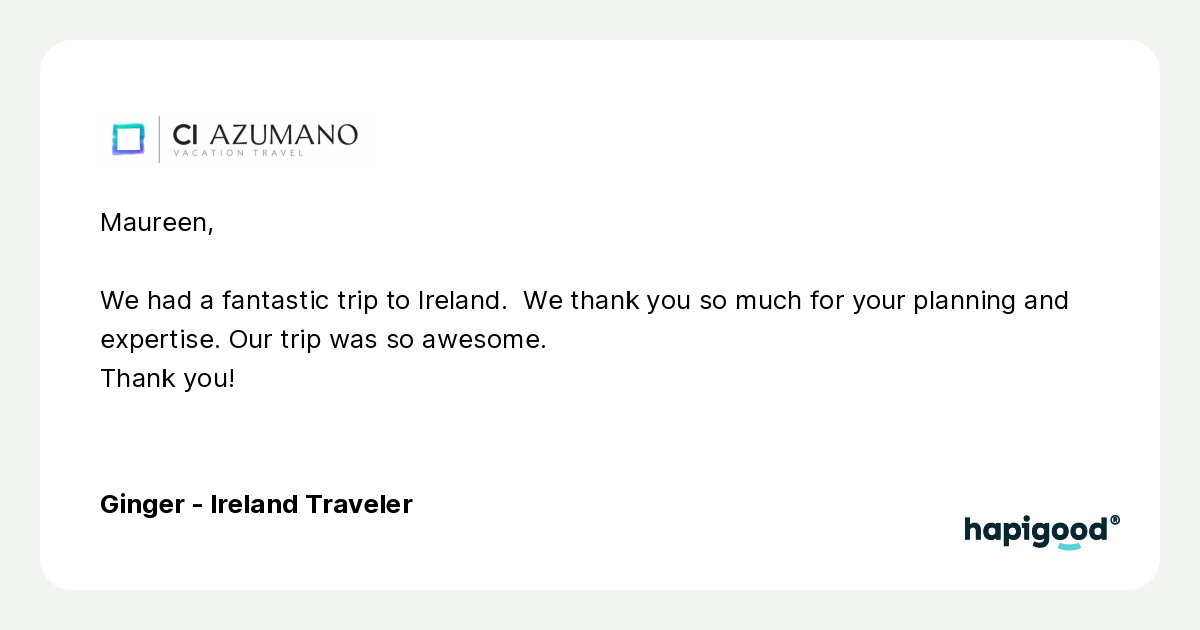 CI AZUMANO
VACATION TRAVEL
Maureen,
We had a fantastic trip to Ireland.  We thank you so much for your planning and
expertise. Our trip was so awesome.
Thank you!
Ginger - Ireland Traveler
hapigood®